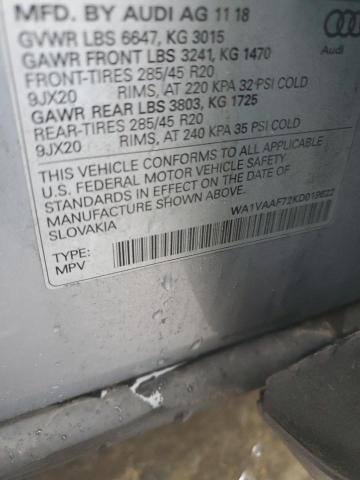 MFD. BY AUDI AG 11 18
GVWR LBS 6647, KG 3015
GAWR FRONT LBS 3241, KG 1470
FRONT-TIRES 285/45 R20
9JX20 RIMS, AT 220 KPA 32 PSI COLD
GAWR REAR LBS 3803, KG 1725
REAR-TIRES 285/45 R20
9JX20 RIMS, AT 240 KPA 35 PSI COLD
Audi
THIS VEHICLE CONFORMS TO ALL APPLICABLE
U.S. FEDERAL MOTOR VEHICLE SAFETY
STANDARDS IN EFFECT ON THE DATE OF
MANUFACTURE SHOWN ABOVE.
SLOVAKIA
WA1VAAF72KD019622
TYPE:
MPV